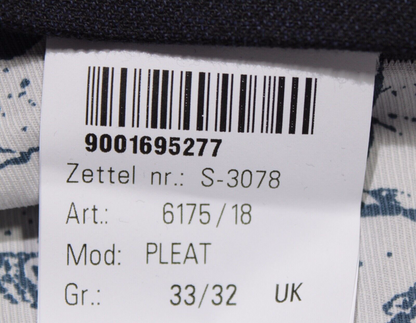 9001695277
Zettel nr.: S-3078
Art.: 6175/18
Mod: PLEAT
Gr.: 33/32 UK